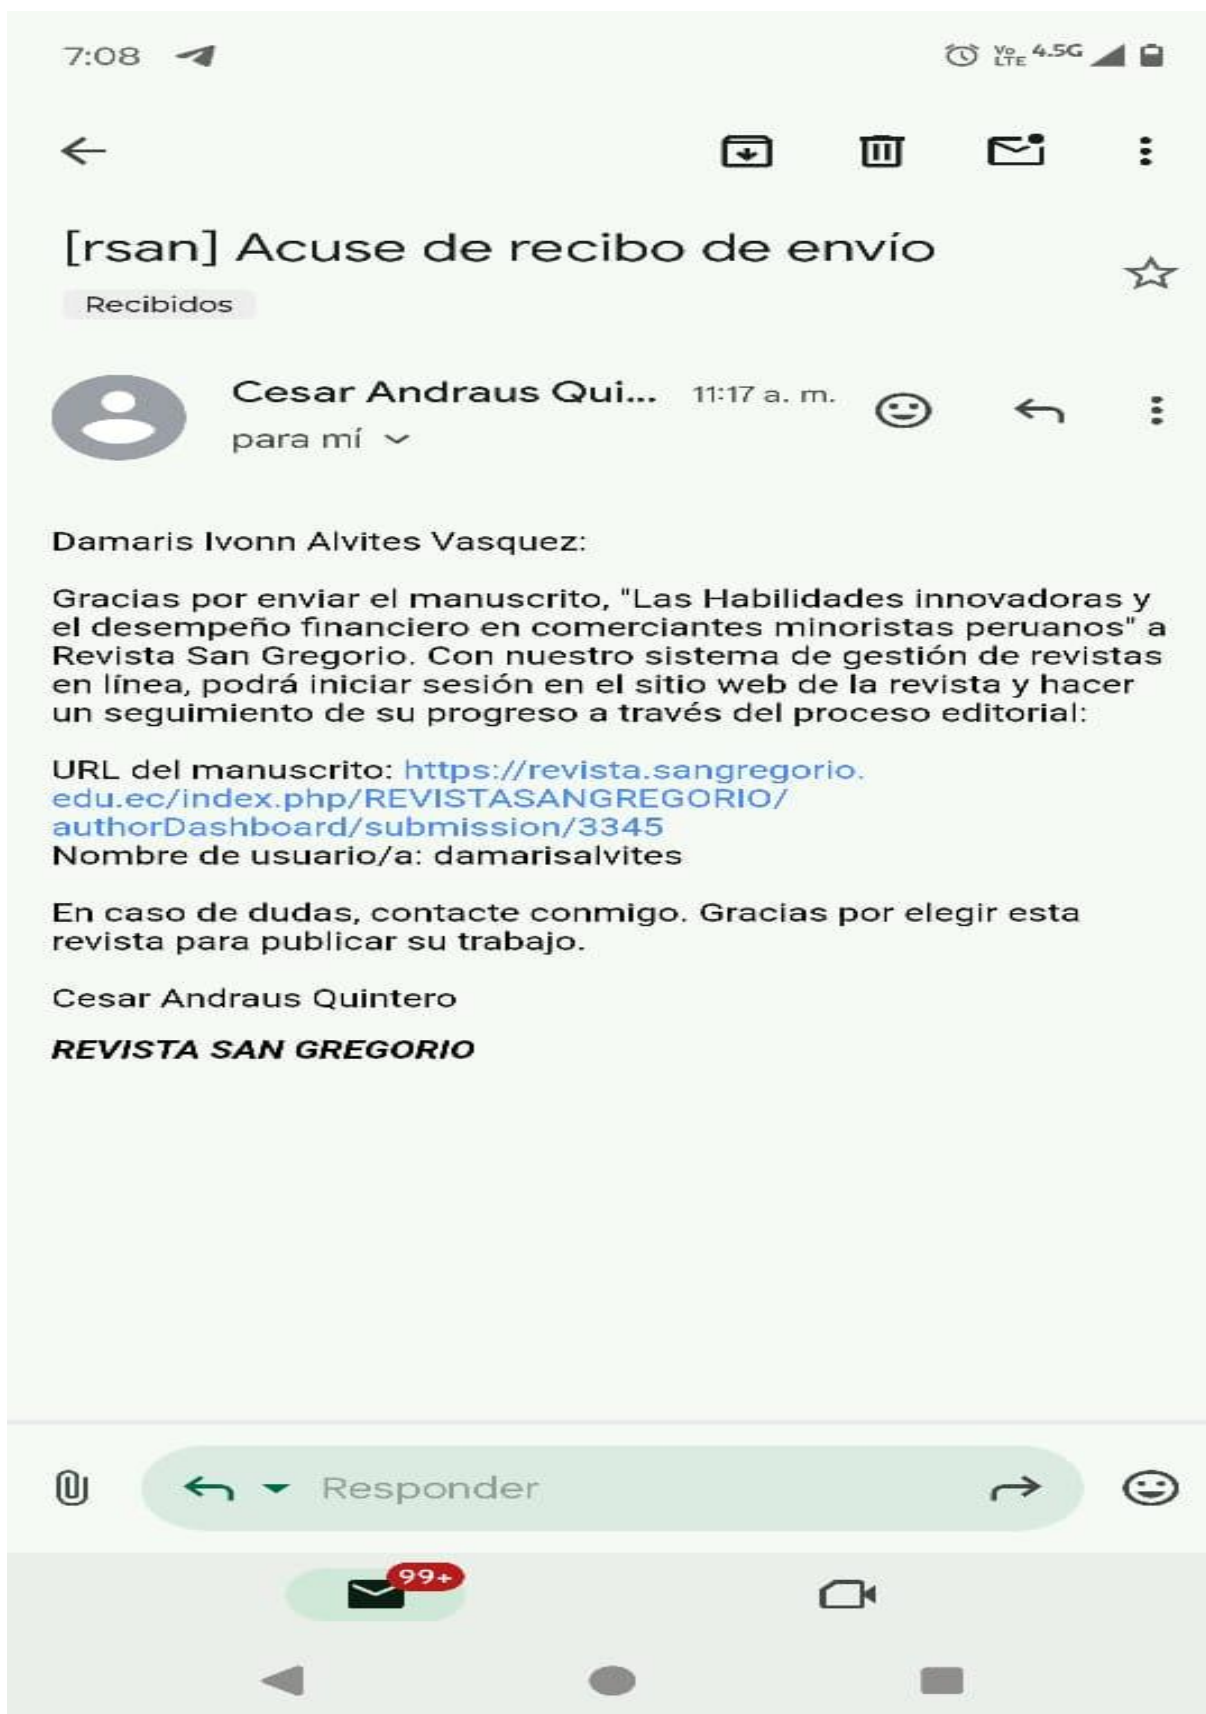 7:08 Vo LTE 4.5G
[rsan] Acuse de recibo de envío
Recibidos
Cesar Andraus Qui... 11:17 a. m.
para mí
Damaris Ivonn Alvites Vasquez:
Gracias por enviar el manuscrito, "Las Habilidades innovadoras y
el desempeño financiero en comerciantes minoristas peruanos" a
Revista San Gregorio. Con nuestro sistema de gestión de revistas
en línea, podrá iniciar sesión en el sitio web de la revista y hacer
un seguimiento de su progreso a través del proceso editorial:
URL del manuscrito: https://revista.sangregorio.
edu.ec/index.php/REVISTASANGREGORIO/
authorDashboard/submission/3345
Nombre de usuario/a: damarisalvites
En caso de dudas, contacte conmigo. Gracias por elegir esta
revista para publicar su trabajo.
Cesar Andraus Quintero
REVISTA SAN GREGORIO
Responder
99+